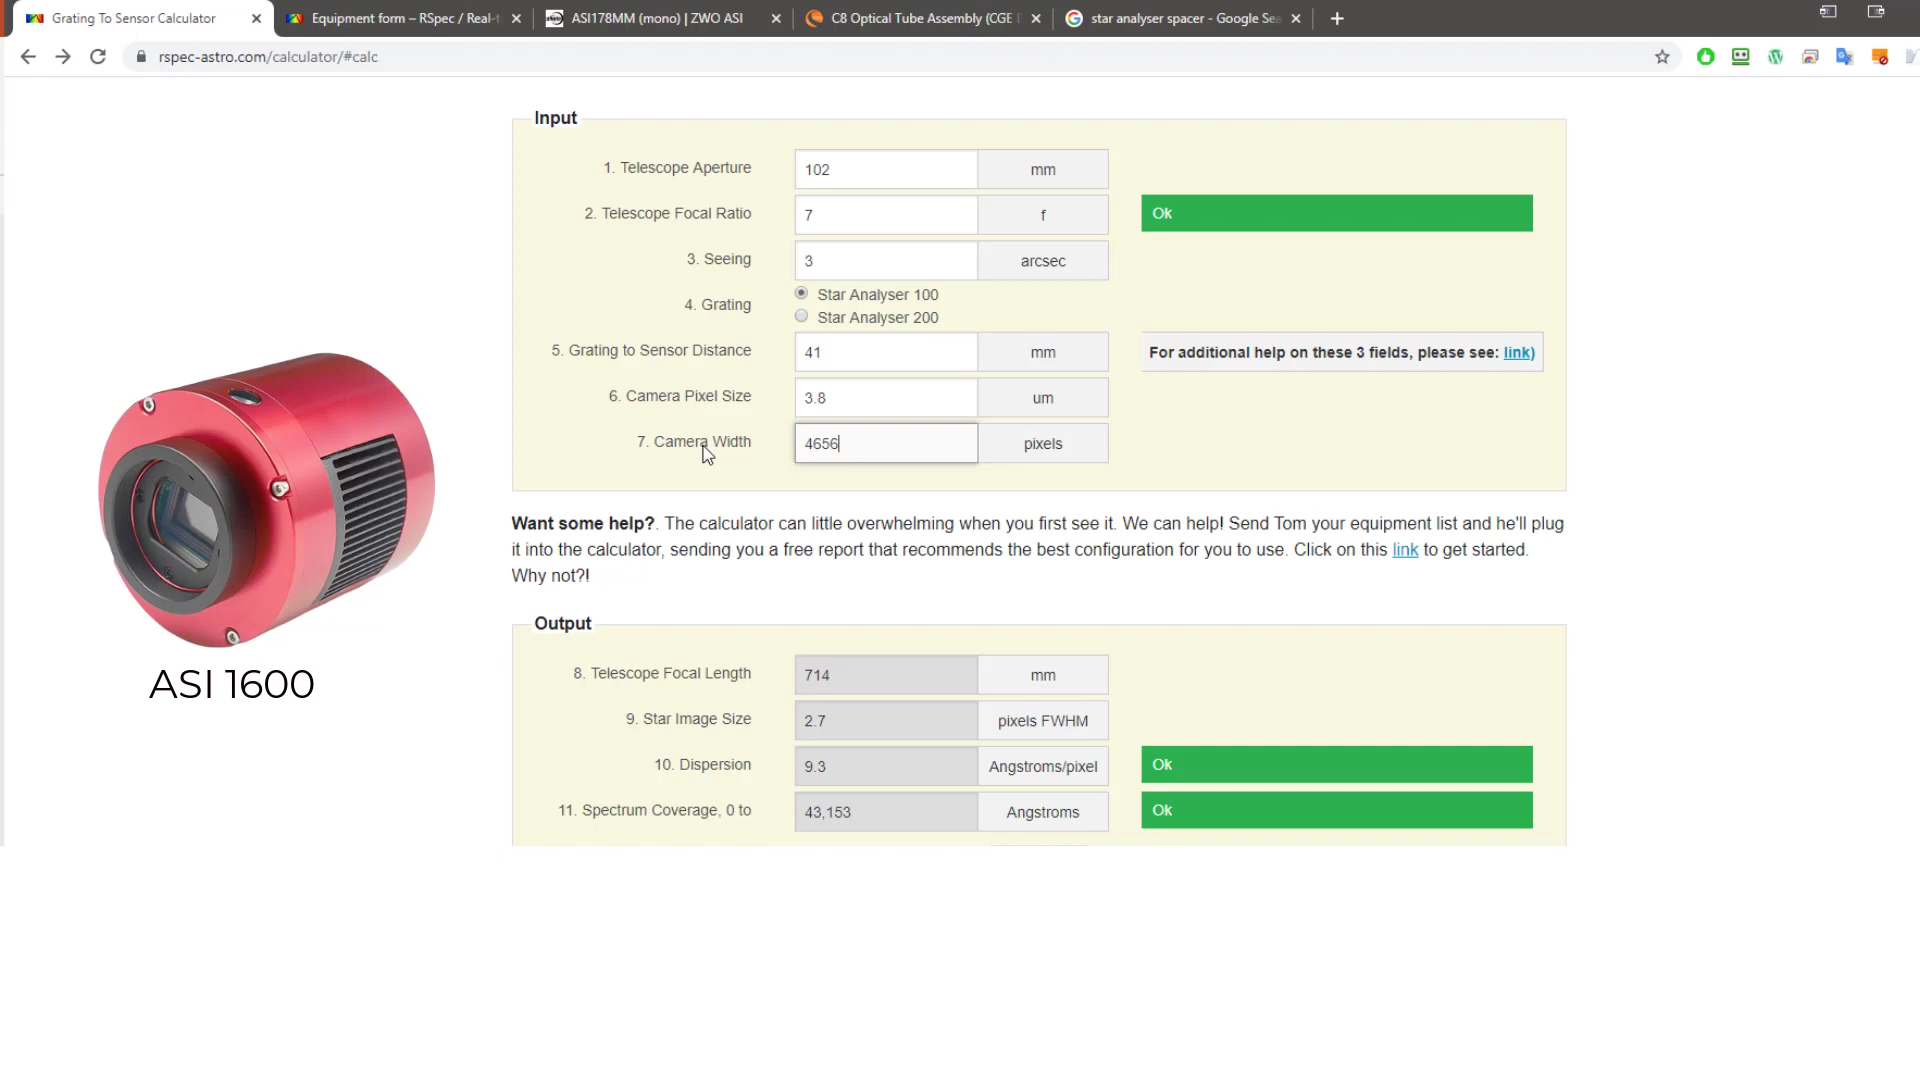 Grating To Sensor Calculator
Equipment form – RSpec / Real-t
ASI178MM (mono) | ZWO ASI
C8 Optical Tube Assembly (CGE
star analyser spacer - Google Sea
rspec-astro.com/calculator/#calc
Input
1. Telescope Aperture 102 mm
2. Telescope Focal Ratio 7 f Ok
3. Seeing 3 arcsec
4. Grating Star Analyser 100
Star Analyser 200
5. Grating to Sensor Distance 41 mm For additional help on these 3 fields, please see: link)
6. Camera Pixel Size 3.8 um
7. Camera Width 4656 pixels
Want some help?. The calculator can little overwhelming when you first see it. We can help! Send Tom your equipment list and he'll plug
it into the calculator, sending you a free report that recommends the best configuration for you to use. Click on this link to get started.
Why not?!
ASI 1600
Output
8. Telescope Focal Length 714 mm
9. Star Image Size 2.7 pixels FWHM
10. Dispersion 9.3 Angstroms/pixel Ok
11. Spectrum Coverage, 0 to 43,153 Angstroms Ok